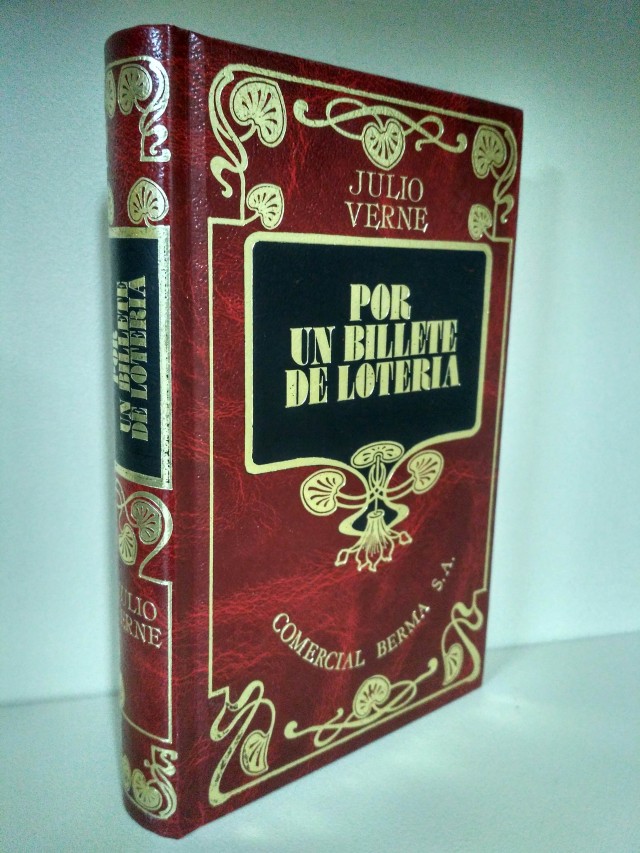 JULIO
VERNE
POR
UN BILLETE
DE LOTERIA
COMERCIAL BERMA S.A.
POR
UN BILLETE
DE LOTERIA
JULIO
VERNE